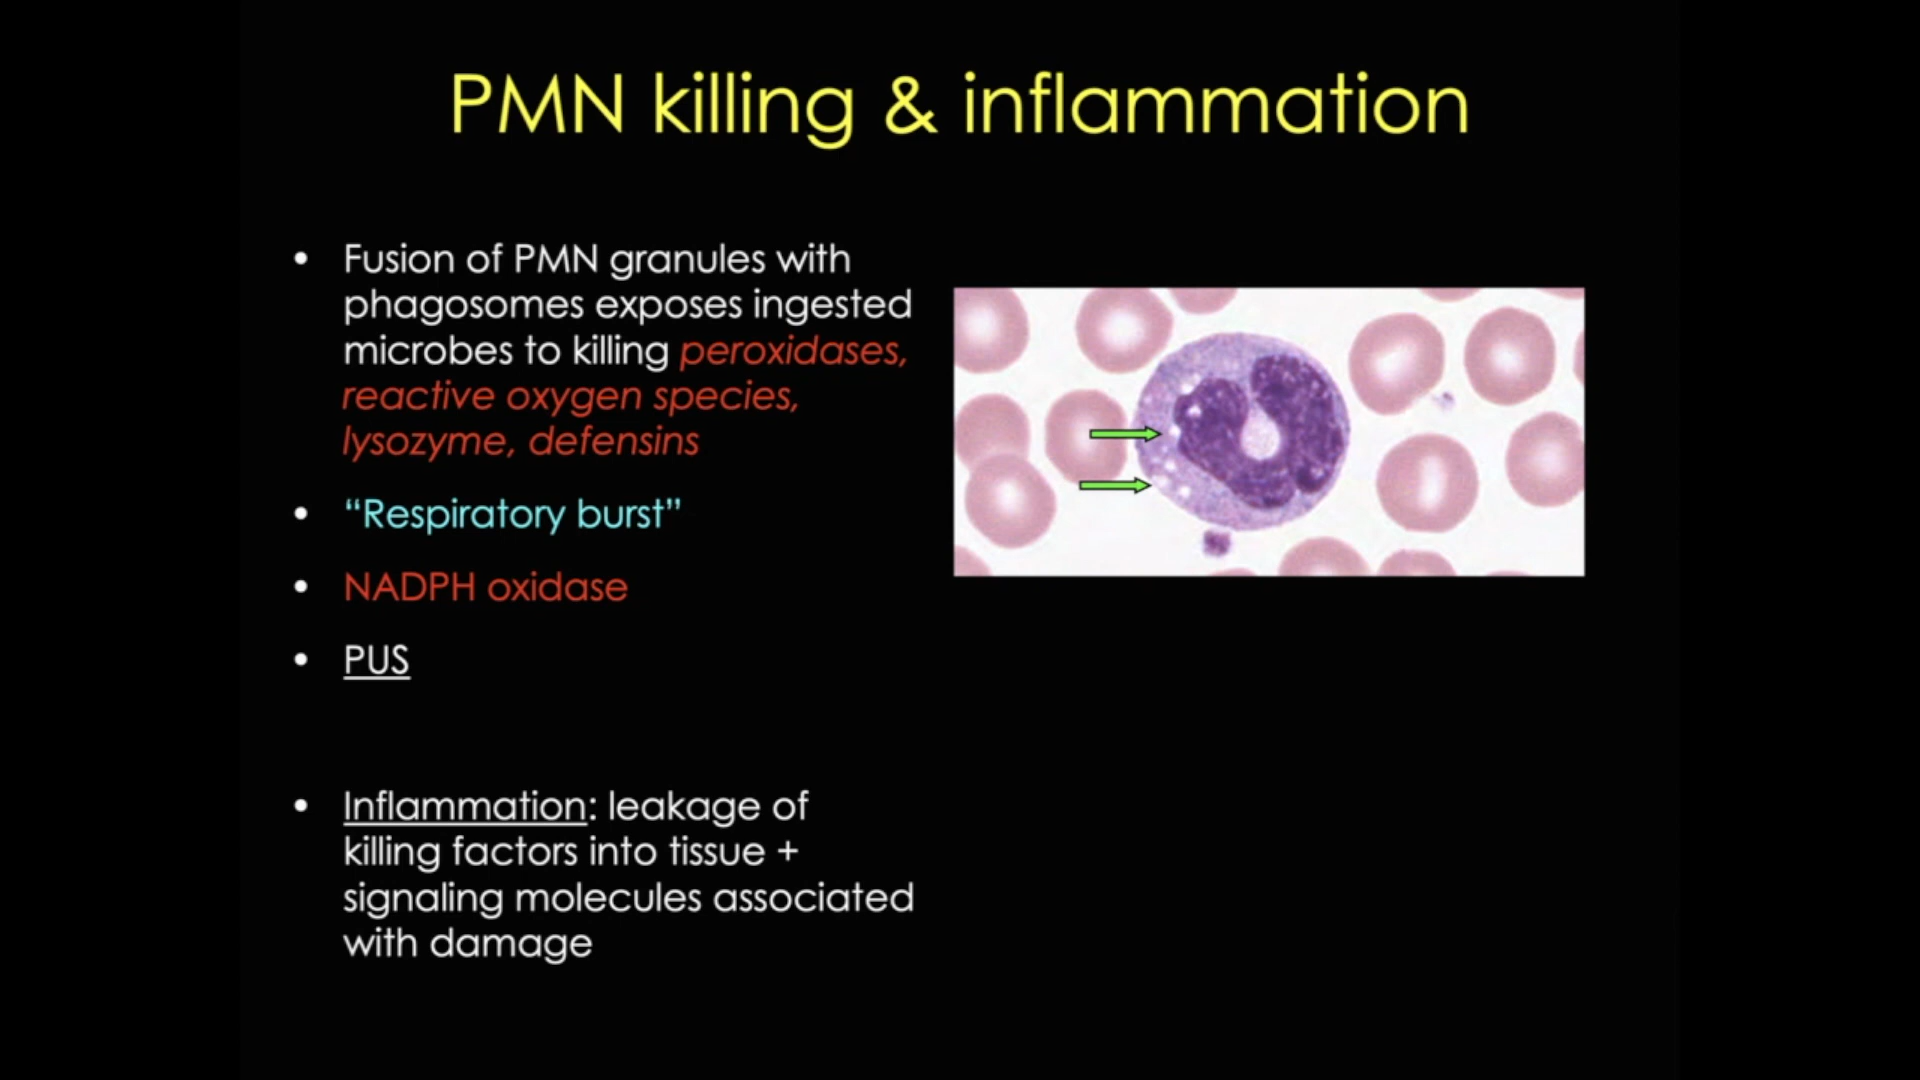 PMN killing & inflammation
• Fusion of PMN granules with
phagosomes exposes ingested
microbes to killing peroxidases,
reactive oxygen species,
lysozyme, defensins
• “Respiratory burst”
• NADPH oxidase
• PUS
• Inflammation: leakage of
killing factors into tissue +
signaling molecules associated
with damage